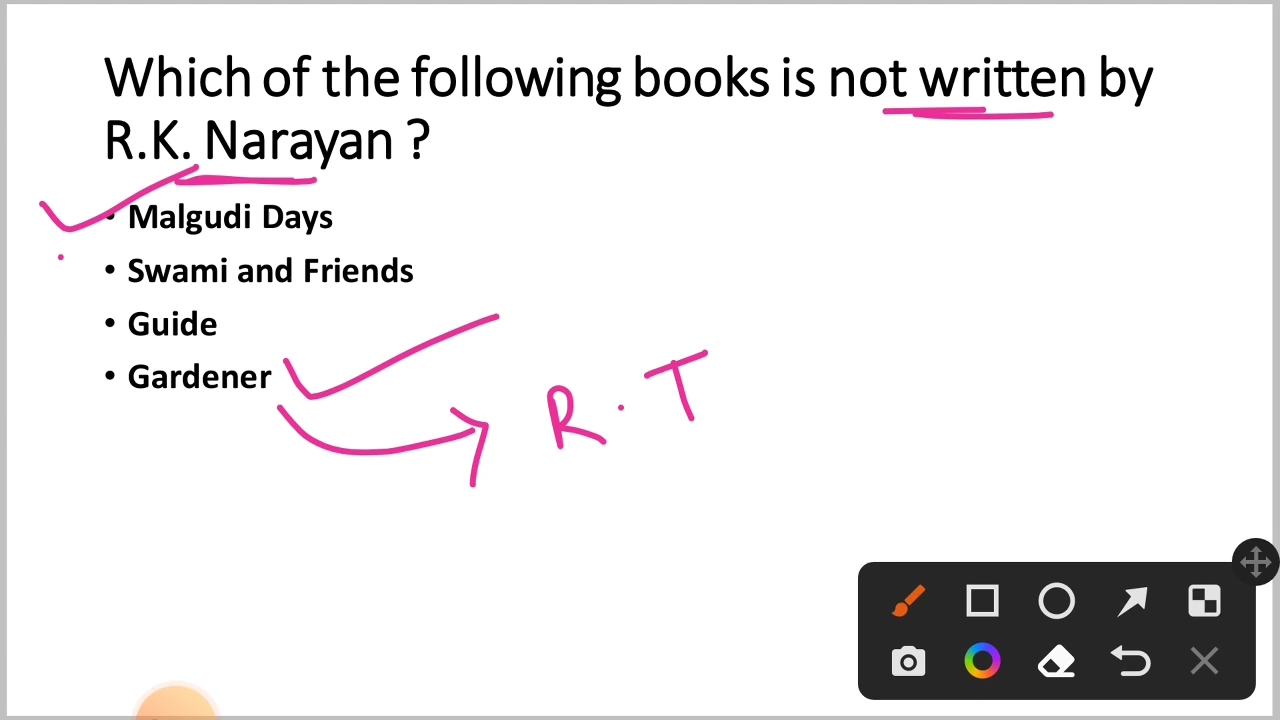 Which of the following books is not written by
R.K. Narayan ?
• Malgudi Days
• Swami and Friends
• Guide
• Gardener
R. T